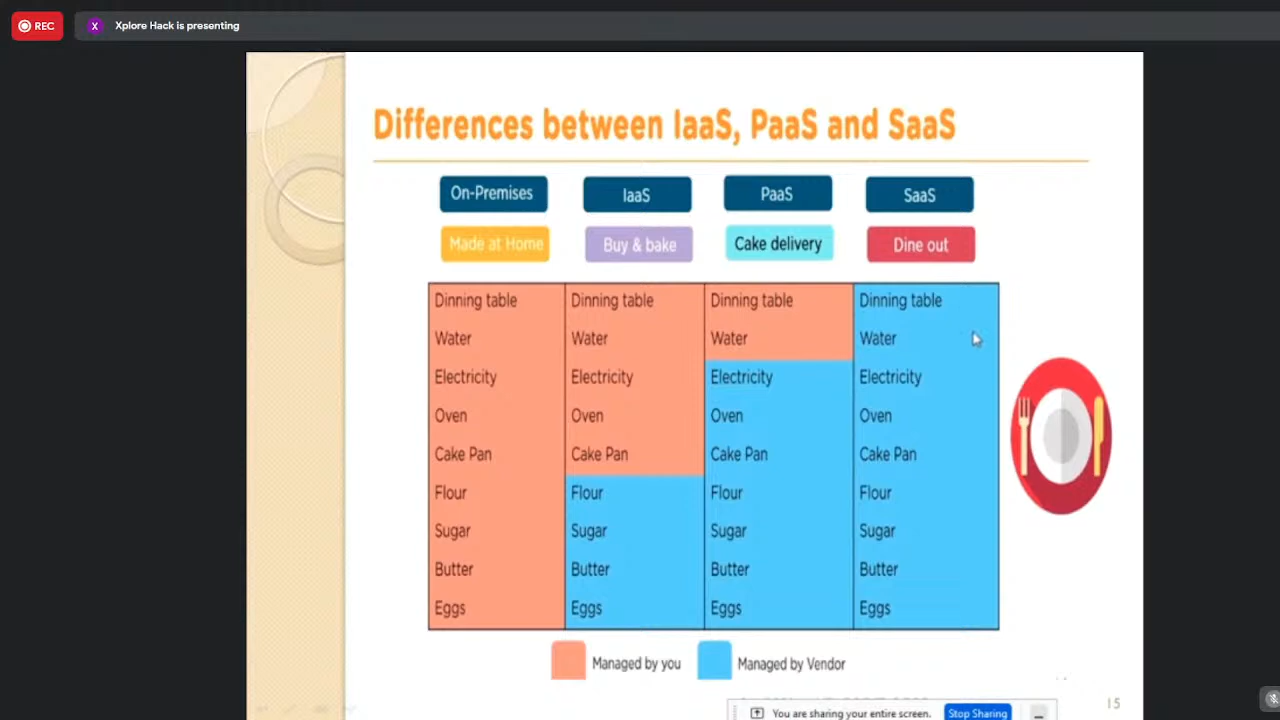 REC
X Xplore Hack is presenting
Differences between IaaS, PaaS and SaaS
On-Premises IaaS PaaS SaaS
Made at Home Buy & bake Cake delivery Dine out
Dinning table Dinning table Dinning table Dinning table
Water Water Water Water
Electricity Electricity Electricity Electricity
Oven Oven Oven Oven
Cake Pan Cake Pan Cake Pan Cake Pan
Flour Flour Flour Flour
Sugar Sugar Sugar Sugar
Butter Butter Butter Butter
Eggs Eggs Eggs Eggs
Managed by you Managed by Vendor
15
You are sharing your entire screen. Stop Sharing